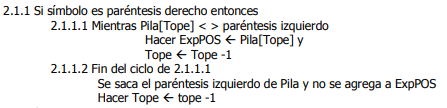 2.1.1 Si símbolo es paréntesis derecho entonces
2.1.1.1 Mientras Pila[Tope] < > paréntesis izquierdo
Hacer ExpPOS ← Pila[Tope] y
Tope ← Tope -1
2.1.1.2 Fin del ciclo de 2.1.1.1
Se saca el paréntesis izquierdo de Pila y no se agrega a ExpPOS
Hacer Tope ← tope -1